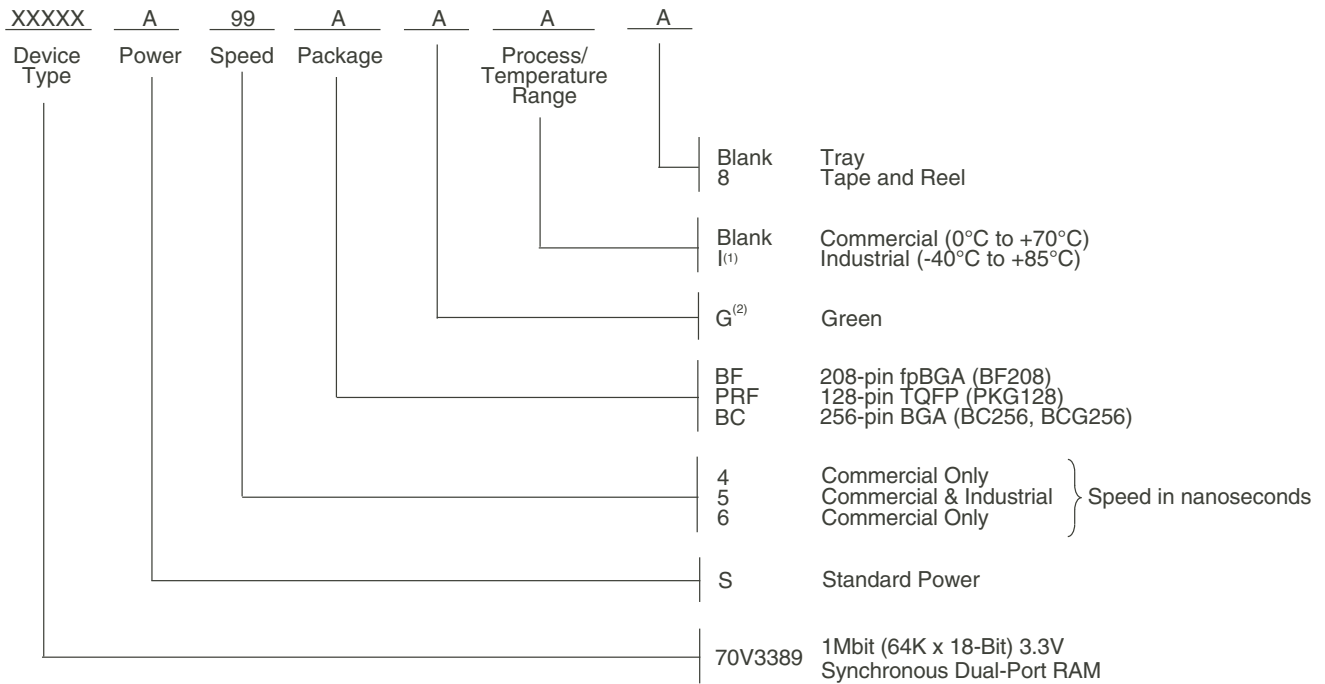 XXXXX A 99 A A A A
Device Type Power Speed Package Process/ Temperature Range
Blank Tray
8 Tape and Reel
Blank Commercial (0°C to +70°C)
I(1) Industrial (-40°C to +85°C)
G(2) Green
BF 208-pin fpBGA (BF208)
PRF 128-pin TQFP (PKG128)
BC 256-pin BGA (BC256, BCG256)
4 Commercial Only
5 Commercial & Industrial Speed in nanoseconds
6 Commercial Only
S Standard Power
70V3389 1Mbit (64K x 18-Bit) 3.3V
Synchronous Dual-Port RAM